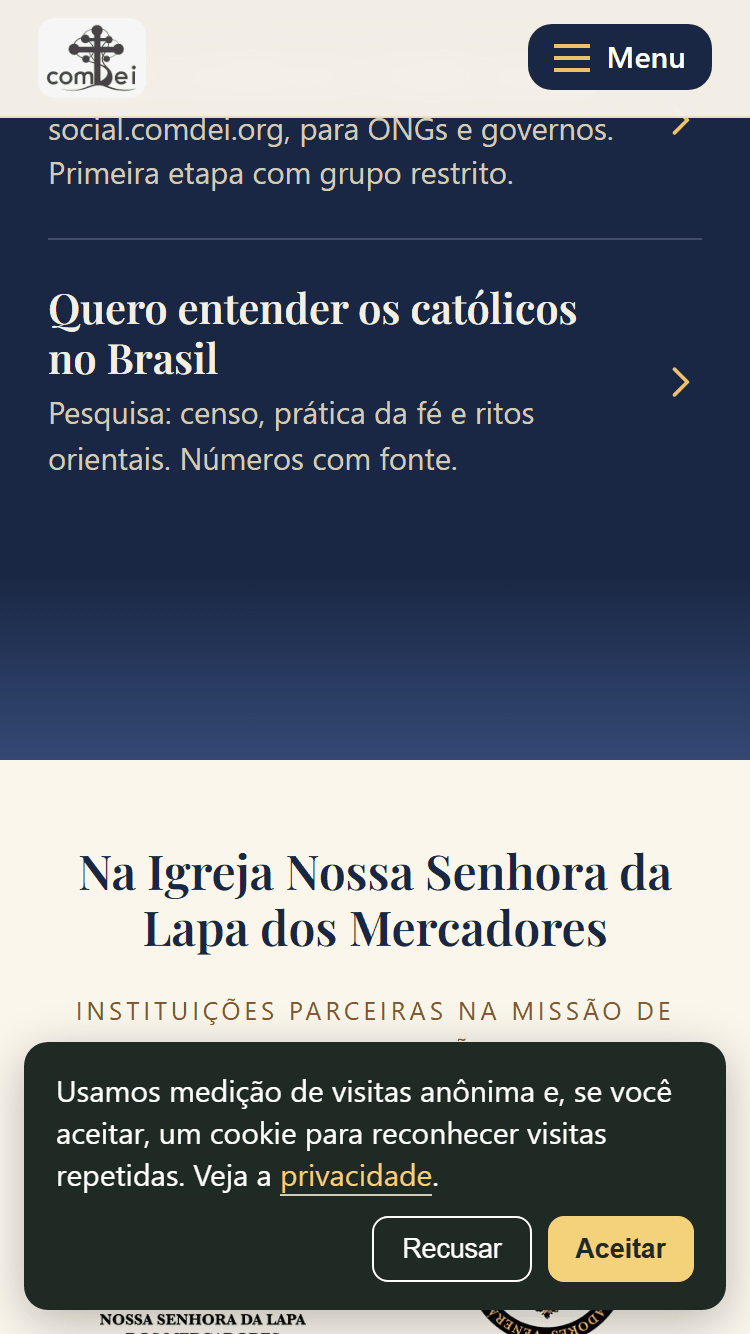 comDei
Menu
social.comdei.org, para ONGs e governos.
Primeira etapa com grupo restrito.
Quero entender os católicos
no Brasil
Pesquisa: censo, prática da fé e ritos
orientais. Números com fonte.
Na Igreja Nossa Senhora da
Lapa dos Mercadores
INSTITUIÇÕES PARCEIRAS NA MISSÃO DE
Usamos medição de visitas anônima e, se você
aceitar, um cookie para reconhecer visitas
repetidas. Veja a privacidade.
Recusar
Aceitar
NOSSA SENHORA DA LAPA